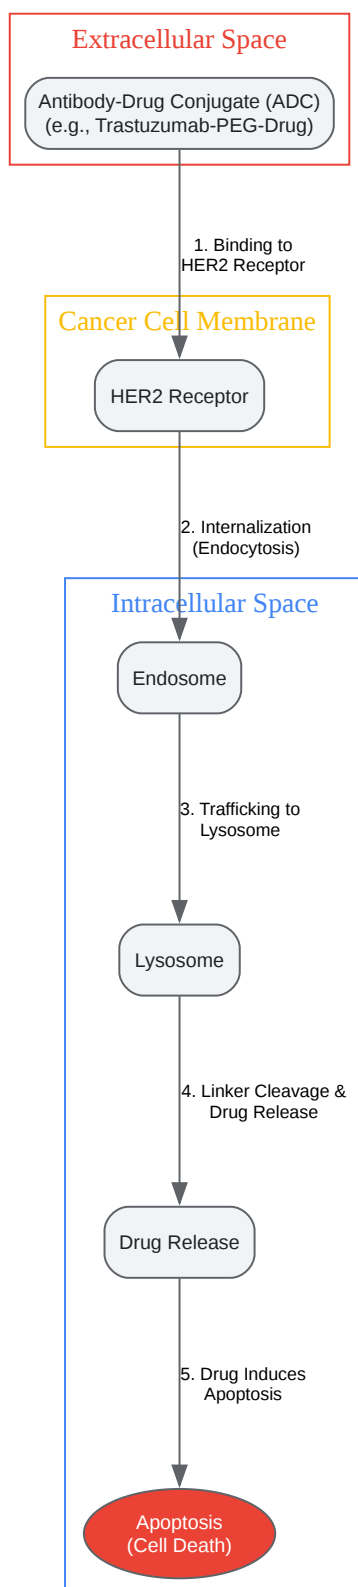 Extracellular Space
Antibody-Drug Conjugate (ADC)
(e.g., Trastuzumab-PEG-Drug)
1. Binding to
HER2 Receptor
Cancer Cell Membrane
HER2 Receptor
2. Internalization
(Endocytosis)
Intracellular Space
Endosome
3. Trafficking to
Lysosome
Lysosome
4. Linker Cleavage &
Drug Release
Drug Release
5. Drug Induces
Apoptosis
Apoptosis
(Cell Death)